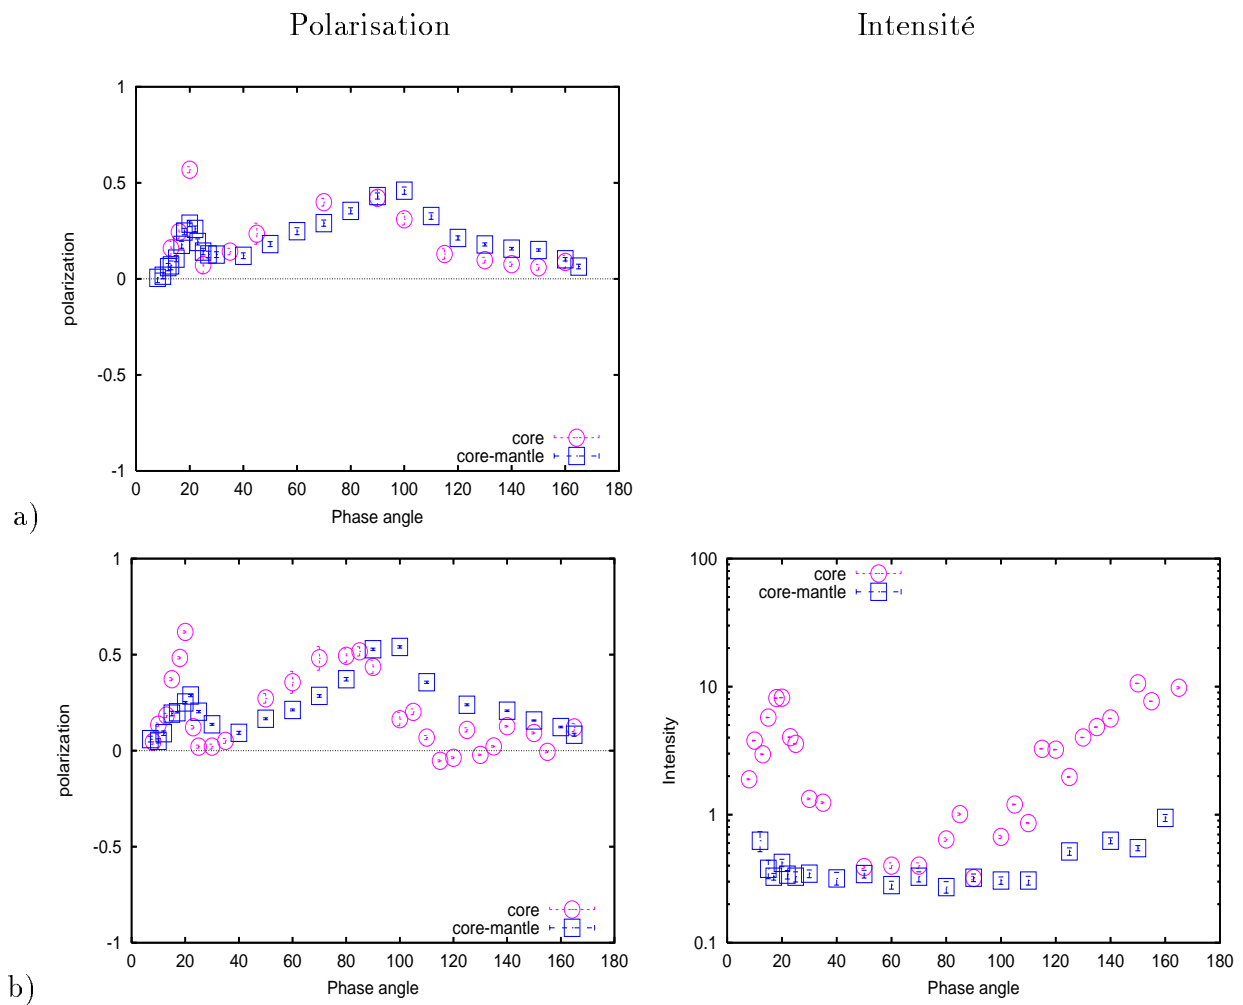 Polarisation Intensité
1
0.5
0
-0.5
-1
polarization
core
core-mantle
0 20 40 60 80 100 120 140 160 180
Phase angle
a)
1
0.5
0
-0.5
-1
polarization
core
core-mantle
0 20 40 60 80 100 120 140 160 180
Phase angle
100
10
1
0.1
Intensity
core
core-mantle
0 20 40 60 80 100 120 140 160 180
Phase angle
b)